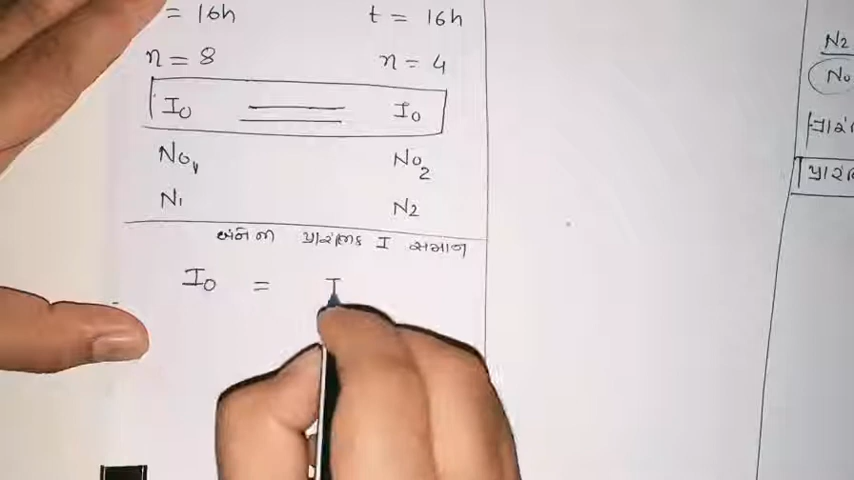 = 16h t = 16h
n = 8 n = 4
I0 = I0
N01 N02
N1 N2
બંનેના પ્રારંભિક I સમાન
I0 = I
N2
N0
પ્રારં
પ્રારં